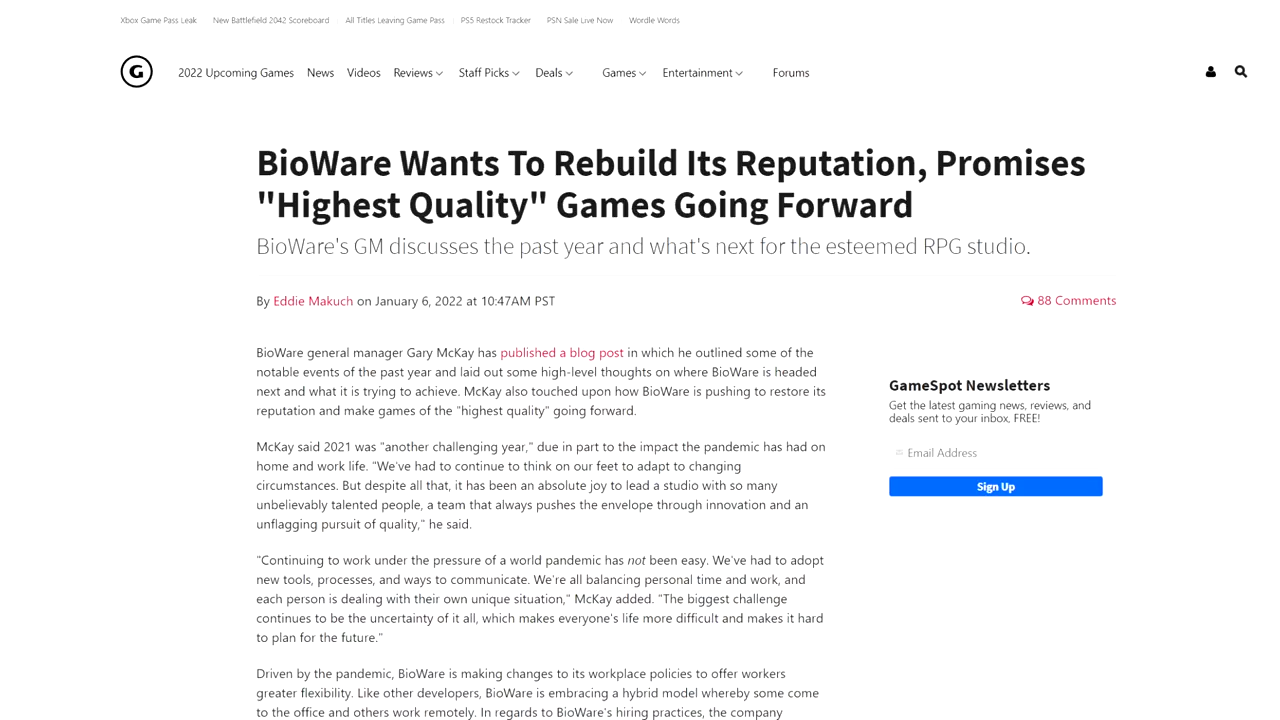 Xbox Game Pass Leak New Battlefield 2042 Scoreboard All Titles Leaving Game Pass PS5 Restock Tracker PSN Sale Live Now Wordle Words
G 2022 Upcoming Games News Videos Reviews Staff Picks Deals Games Entertainment Forums
BioWare Wants To Rebuild Its Reputation, Promises
"Highest Quality" Games Going Forward
BioWare's GM discusses the past year and what's next for the esteemed RPG studio.
By Eddie Makuch on January 6, 2022 at 10:47AM PST
88 Comments
BioWare general manager Gary McKay has published a blog post in which he outlined some of the
notable events of the past year and laid out some high-level thoughts on where BioWare is headed
next and what it is trying to achieve. McKay also touched upon how BioWare is pushing to restore its
reputation and make games of the "highest quality" going forward.
McKay said 2021 was "another challenging year," due in part to the impact the pandemic has had on
home and work life. "We've had to continue to think on our feet to adapt to changing
circumstances. But despite all that, it has been an absolute joy to lead a studio with so many
unbelievably talented people, a team that always pushes the envelope through innovation and an
unflagging pursuit of quality," he said.
"Continuing to work under the pressure of a world pandemic has not been easy. We've had to adopt
new tools, processes, and ways to communicate. We're all balancing personal time and work, and
each person is dealing with their own unique situation," McKay added. "The biggest challenge
continues to be the uncertainty of it all, which makes everyone's life more difficult and makes it hard
to plan for the future."
Driven by the pandemic, BioWare is making changes to its workplace policies to offer workers
greater flexibility. Like other developers, BioWare is embracing a hybrid model whereby some come
to the office and others work remotely. In regards to BioWare's hiring practices, the company
GameSpot Newsletters
Get the latest gaming news, reviews, and
deals sent to your inbox, FREE!
Email Address
Sign Up